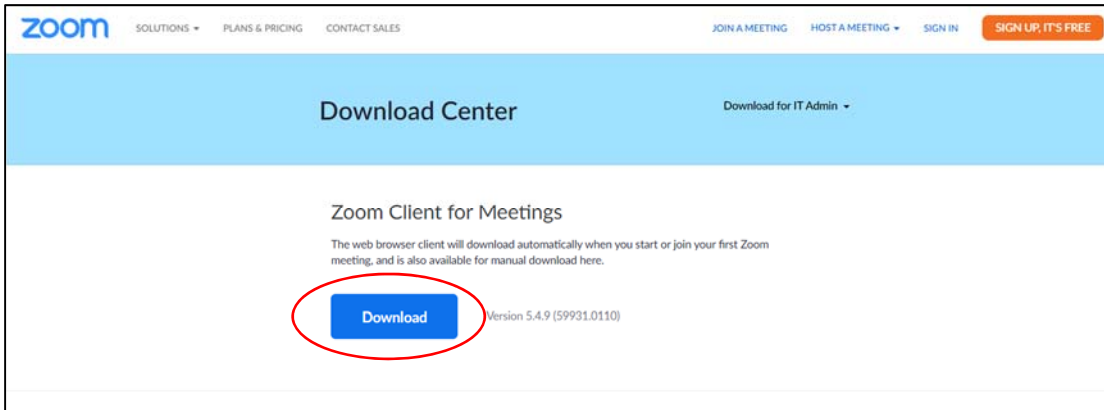 zoom SOLUTIONS PLANS & PRICING CONTACT SALES JOIN A MEETING HOST A MEETING SIGN IN SIGN UP, IT'S FREE
Download Center Download for IT Admin
Zoom Client for Meetings
The web browser client will download automatically when you start or join your first Zoom
meeting, and is also available for manual download here.
Download Version 5.4.9 (59931.0110)